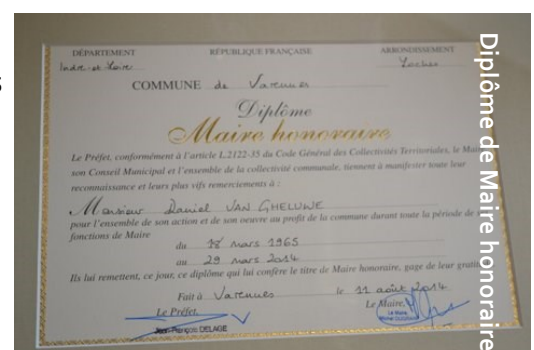 DÉPARTEMENT RÉPUBLIQUE FRANÇAISE ARRONDISSEMENT
Indre-et-Loire Loches
COMMUNE de Varennes
Diplôme
Maire honoraire
Le Préfet, conformément à l'article L.2122-35 du Code Général des Collectivités Territoriales, le
son Conseil Municipal et l'ensemble de la collectivité communale, tiennent à manifester toute leur
reconnaissance et leurs plus vifs remerciements à :
Monsieur Daniel VAN GHELUWE
pour l'ensemble de son action et de son oeuvre au profit de la commune durant toute la période de
fonctions de Maire
du 18 mars 1965
au 29 mars 2014
Ils lui remettent, ce jour, ce diplôme qui lui confère le titre de Maire honoraire, gage de leur
Fait à Varennes le 11 août 2014
Le Préfet, Le Maire,
Jean-François DELAGE
Le Maire,
Diplôme de Maire honoraire